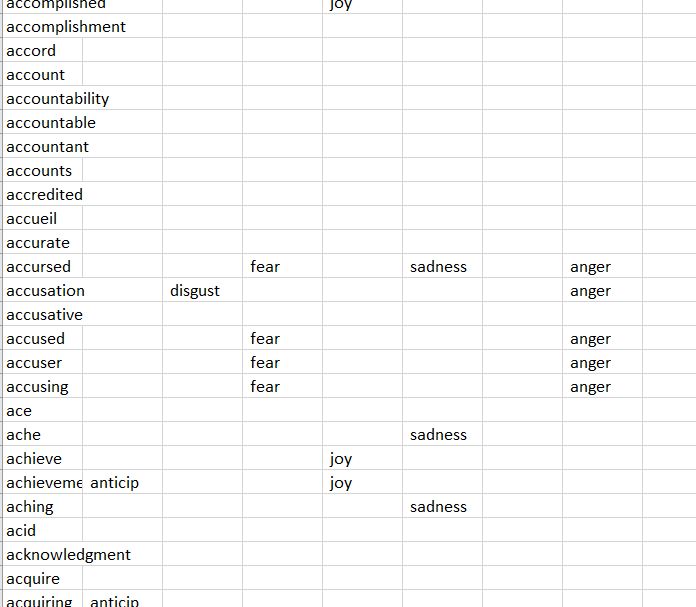 accomplished joy
accomplishment
accord
account
accountability
accountable
accountant
accounts
accredited
accueil
accurate
accursed fear sadness anger
accusation disgust anger
accusative
accused fear anger
accuser fear anger
accusing fear anger
ace
ache sadness
achieve joy
achieveme anticip joy
aching sadness
acid
acknowledgment
acquire
acquiring anticip